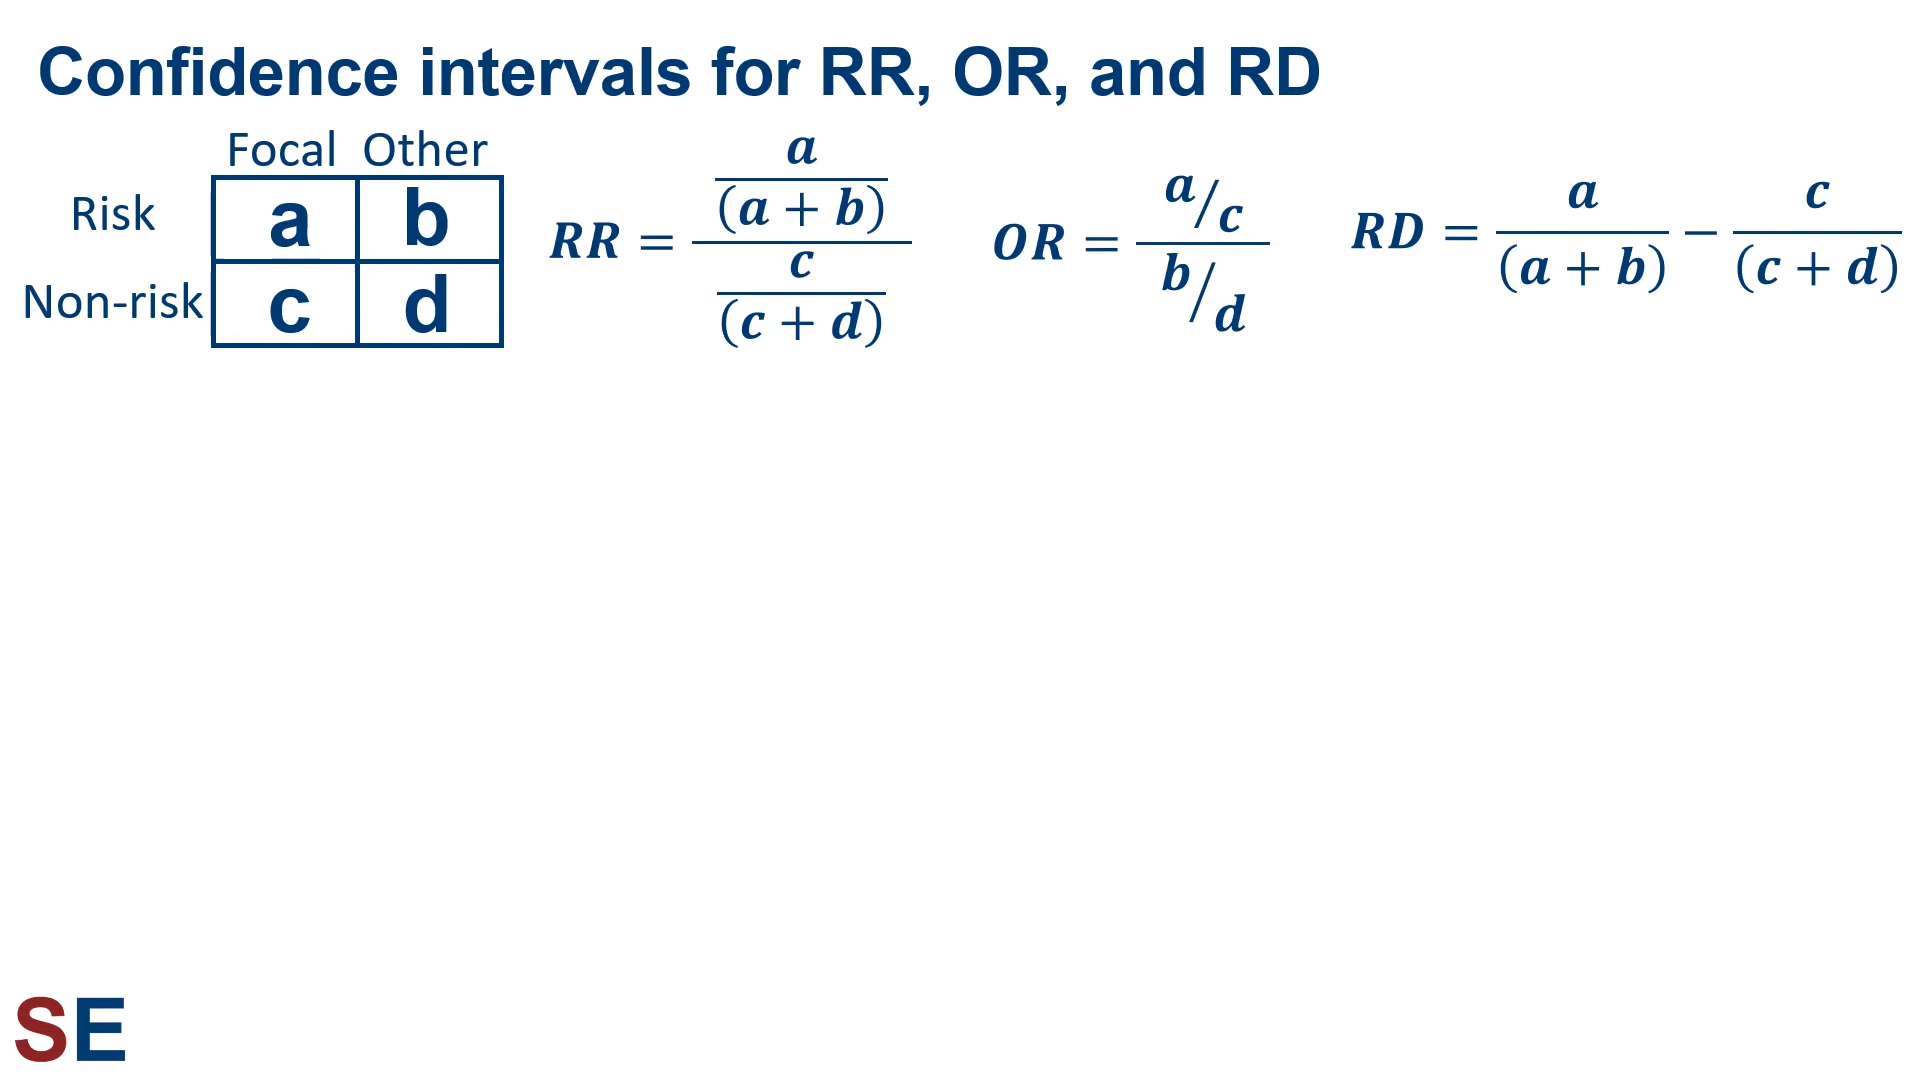 Confidence intervals for RR, OR, and RD
Focal Other
Risk a b
Non-risk c d
RR = (a/(a + b))/(c/(c + d))
OR = (a/c)/(b/d)
RD = a/(a + b) − c/(c + d)
SE